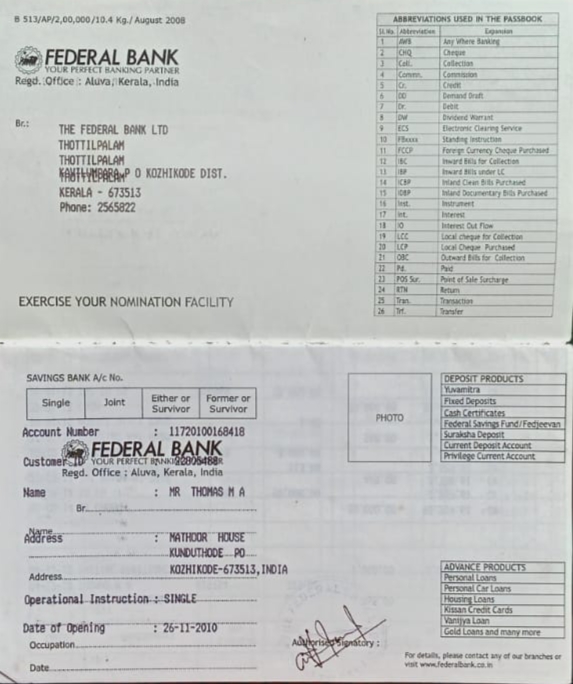 B 513/AP/2,00,000/10.4 Kg./ August 2008
FEDERAL BANK
YOUR PERFECT BANKING PARTNER
Regd. Office : Aluva, Kerala, India
Br.:
THE FEDERAL BANK LTD
THOTTILPALAM
THOTTILPALAM
P O KOZHIKODE DIST.
KERALA - 673513
Phone: 2565822
EXERCISE YOUR NOMINATION FACILITY
ABBREVIATIONS USED IN THE PASSBOOK
Sl.No. Abbreviation Expansion
1 AWB Any Where Banking
2 CHQ Cheque
3 Coll. Collection
4 Commn. Commission
5 Cr. Credit
6 DD Demand Draft
7 Dr. Debit
8 DW Dividend Warrant
9 ECS Electronic Clearing Service
10 FBxxxx Standing Instruction
11 FCCP Foreign Currency Cheque Purchased
12 IBC Inward Bills for Collection
13 IBP Inward Bills under LC
14 ICBP Inland Clean Bills Purchased
15 IDBP Inland Documentary Bills Purchased
16 Inst. Instrument
17 Int. Interest
18 IO Interest Out Flow
19 LCC Local cheque for Collection
20 LCP Local Cheque Purchased
21 OBC Outward Bills for Collection
22 Pd. Paid
23 POS Sur. Point of Sale Surcharge
24 RTN Return
25 Tran. Transaction
26 Trf. Transfer
SAVINGS BANK A/c No.
Single Joint Either or Survivor Former or Survivor
Account Number : 11720100168418
FEDERAL BANK
Customer ID YOUR PERFECT
Regd. Office : Aluva, Kerala, India
Name : MR THOMAS M A
Br.
Name
Address : MATHOOR HOUSE
KUNDUTHODE PO
KOZHIKODE-673513,INDIA
Address
Operational Instruction : SINGLE
Date of Opening : 26-11-2010
Occupation
Date
Authorised Signatory :
PHOTO
DEPOSIT PRODUCTS
Yuvamitra
Fixed Deposits
Cash Certificates
Federal Savings Fund/Fedjeevan
Suraksha Deposit
Current Deposit Account
Privilege Current Account
ADVANCE PRODUCTS
Personal Loans
Personal Car Loans
Housing Loans
Kissan Credit Cards
Vanijya Loan
Gold Loans and many more
For details, please contact any of our branches or
visit www.federalbank.co.in